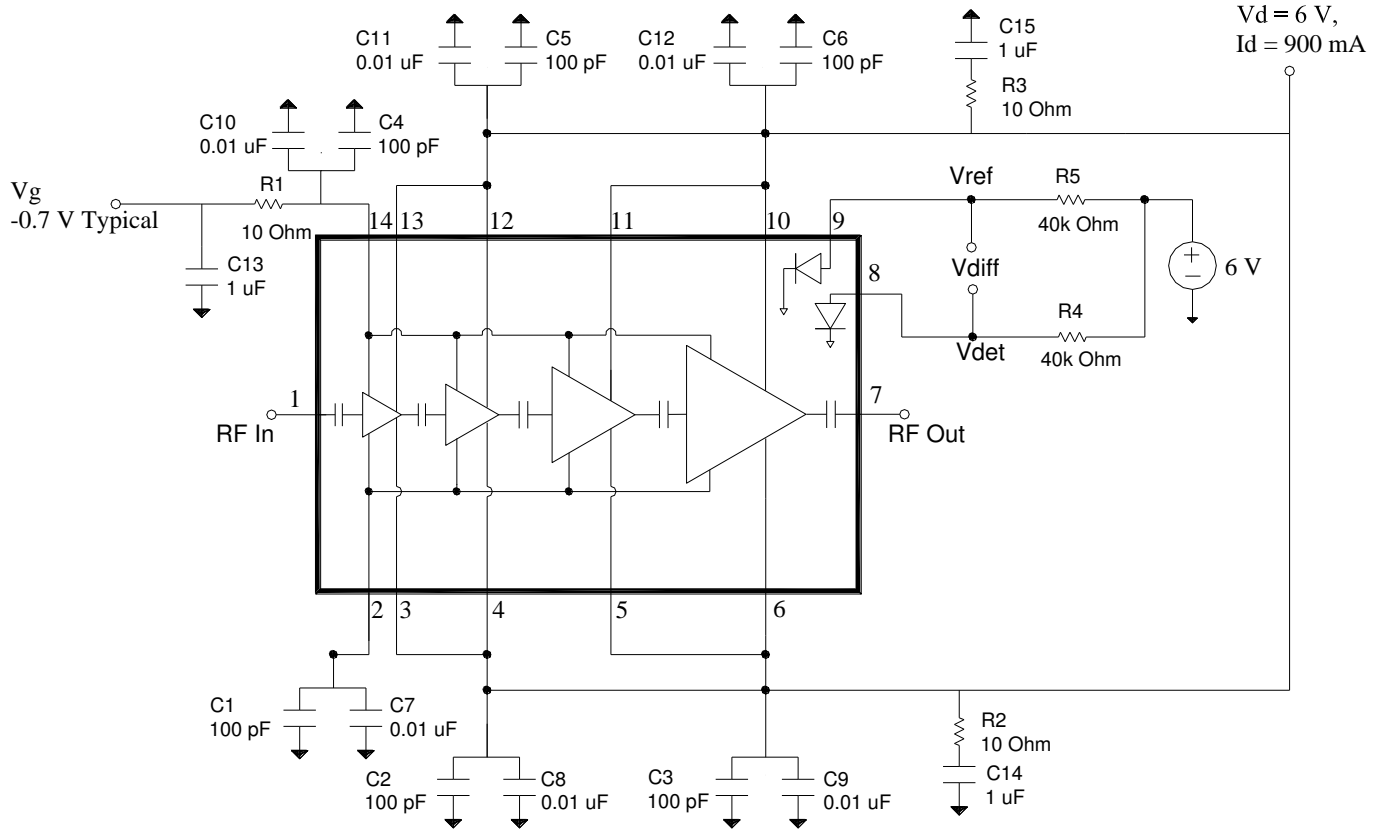 Vd = 6 V,
Id = 900 mA
C11
0.01 uF
C5
100 pF
C12
0.01 uF
C6
100 pF
C15
1 uF
R3
10 Ohm
C10
0.01 uF
C4
100 pF
Vg
-0.7 V Typical
R1
10 Ohm
C13
1 uF
14
13
12
11
10
9
8
Vref
R5
40k Ohm
Vdiff
6 V
Vdet
R4
40k Ohm
1
RF In
7
RF Out
2
3
4
5
6
C1
100 pF
C7
0.01 uF
C2
100 pF
C8
0.01 uF
C3
100 pF
C9
0.01 uF
R2
10 Ohm
C14
1 uF